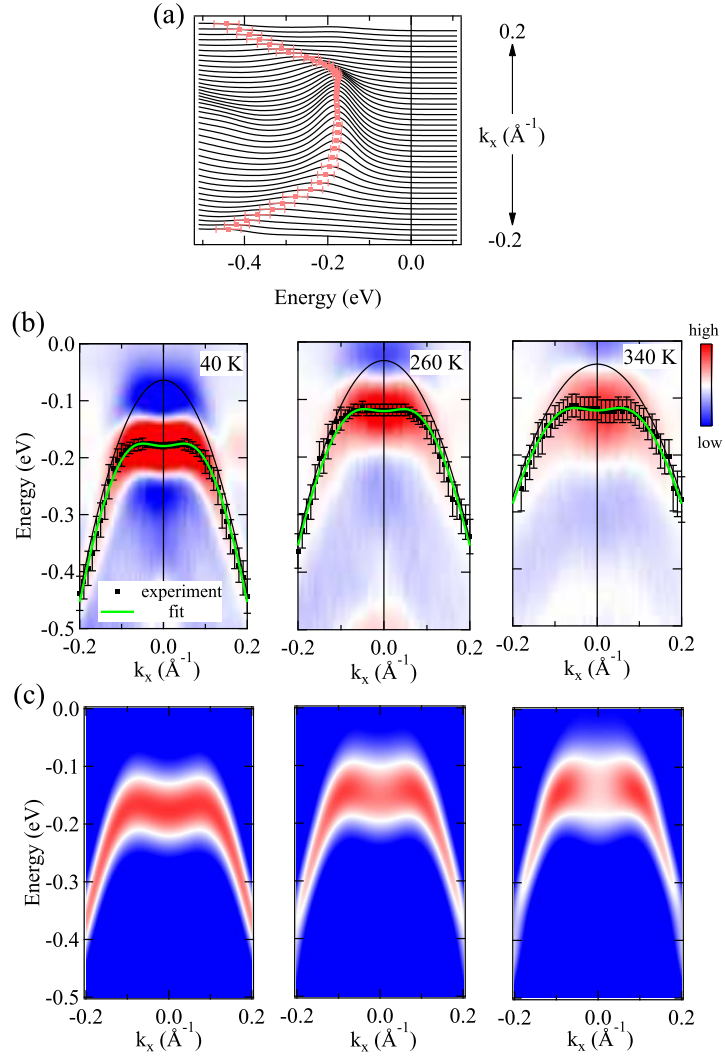 (a)
0.2
kx (Å-1)
-0.2
-0.4
-0.2
0.0
Energy (eV)
(b)
0.0
-0.1
-0.2
-0.3
-0.4
-0.5
Energy (eV)
40 K
260 K
340 K
high
low
experiment
fit
-0.2
0.0
0.2
-0.2
0.0
0.2
-0.2
0.0
0.2
kx (Å-1)
kx (Å-1)
kx (Å-1)
(c)
0.0
-0.1
-0.2
-0.3
-0.4
-0.5
Energy (eV)
-0.2
0.0
0.2
-0.2
0.0
0.2
-0.2
0.0
0.2
kx (Å-1)
kx (Å-1)
kx (Å-1)